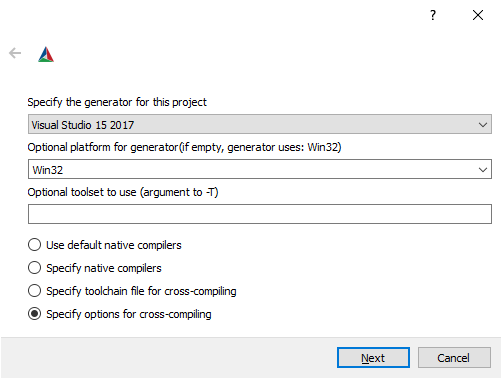 ?
Specify the generator for this project
Visual Studio 15 2017
Optional platform for generator(if empty, generator uses: Win32)
Win32
Optional toolset to use (argument to -T)
Use default native compilers
Specify native compilers
Specify toolchain file for cross-compiling
Specify options for cross-compiling
Next
Cancel